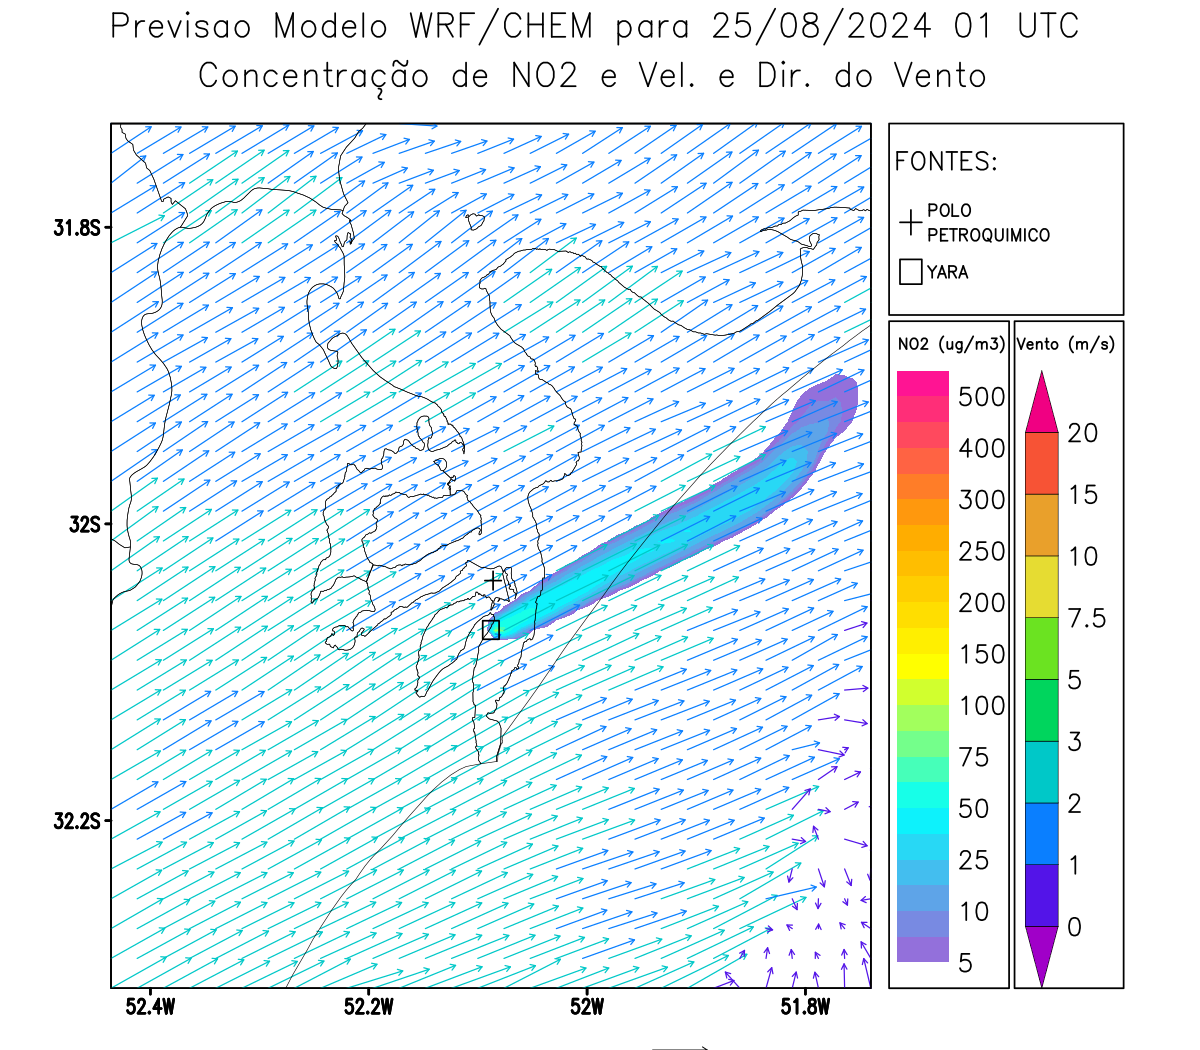 Previsao Modelo WRF/CHEM para 25/08/2024 01 UTC
Concentração de NO2 e Vel. e Dir. do Vento
FONTES:
POLO
PETROQUIMICO
YARA
31.8S
32S
32.2S
52.4W
52.2W
52W
51.8W
NO2 (ug/m3)
500
400
300
250
200
150
100
75
50
25
10
5
Vento (m/s)
20
15
10
7.5
5
3
2
1
0